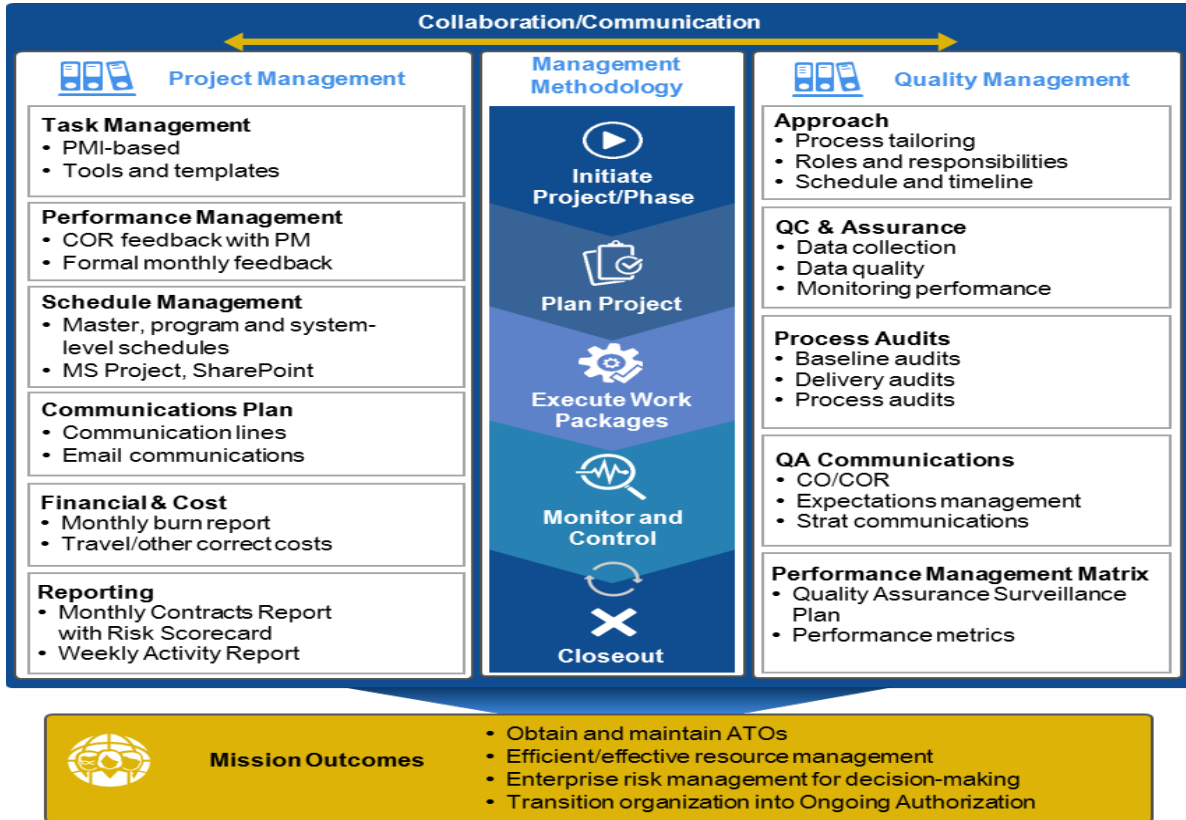 Collaboration/Communication
Project Management
Task Management
• PMI-based
• Tools and templates
Performance Management
• COR feedback with PM
• Formal monthly feedback
Schedule Management
• Master, program and system-
level schedules
• MS Project, SharePoint
Communications Plan
• Communication lines
• Email communications
Financial & Cost
• Monthly burn report
• Travel/other correct costs
Reporting
• Monthly Contracts Report
with Risk Scorecard
• Weekly Activity Report
Management
Methodology
Initiate
Project/Phase
Plan Project
Execute Work
Packages
Monitor and
Control
Closeout
Quality Management
Approach
• Process tailoring
• Roles and responsibilities
• Schedule and timeline
QC & Assurance
• Data collection
• Data quality
• Monitoring performance
Process Audits
• Baseline audits
• Delivery audits
• Process audits
QA Communications
• CO/COR
• Expectations management
• Strat communications
Performance Management Matrix
• Quality Assurance Surveillance
Plan
• Performance metrics
Mission Outcomes
• Obtain and maintain ATOs
• Efficient/effective resource management
• Enterprise risk management for decision-making
• Transition organization into Ongoing Authorization